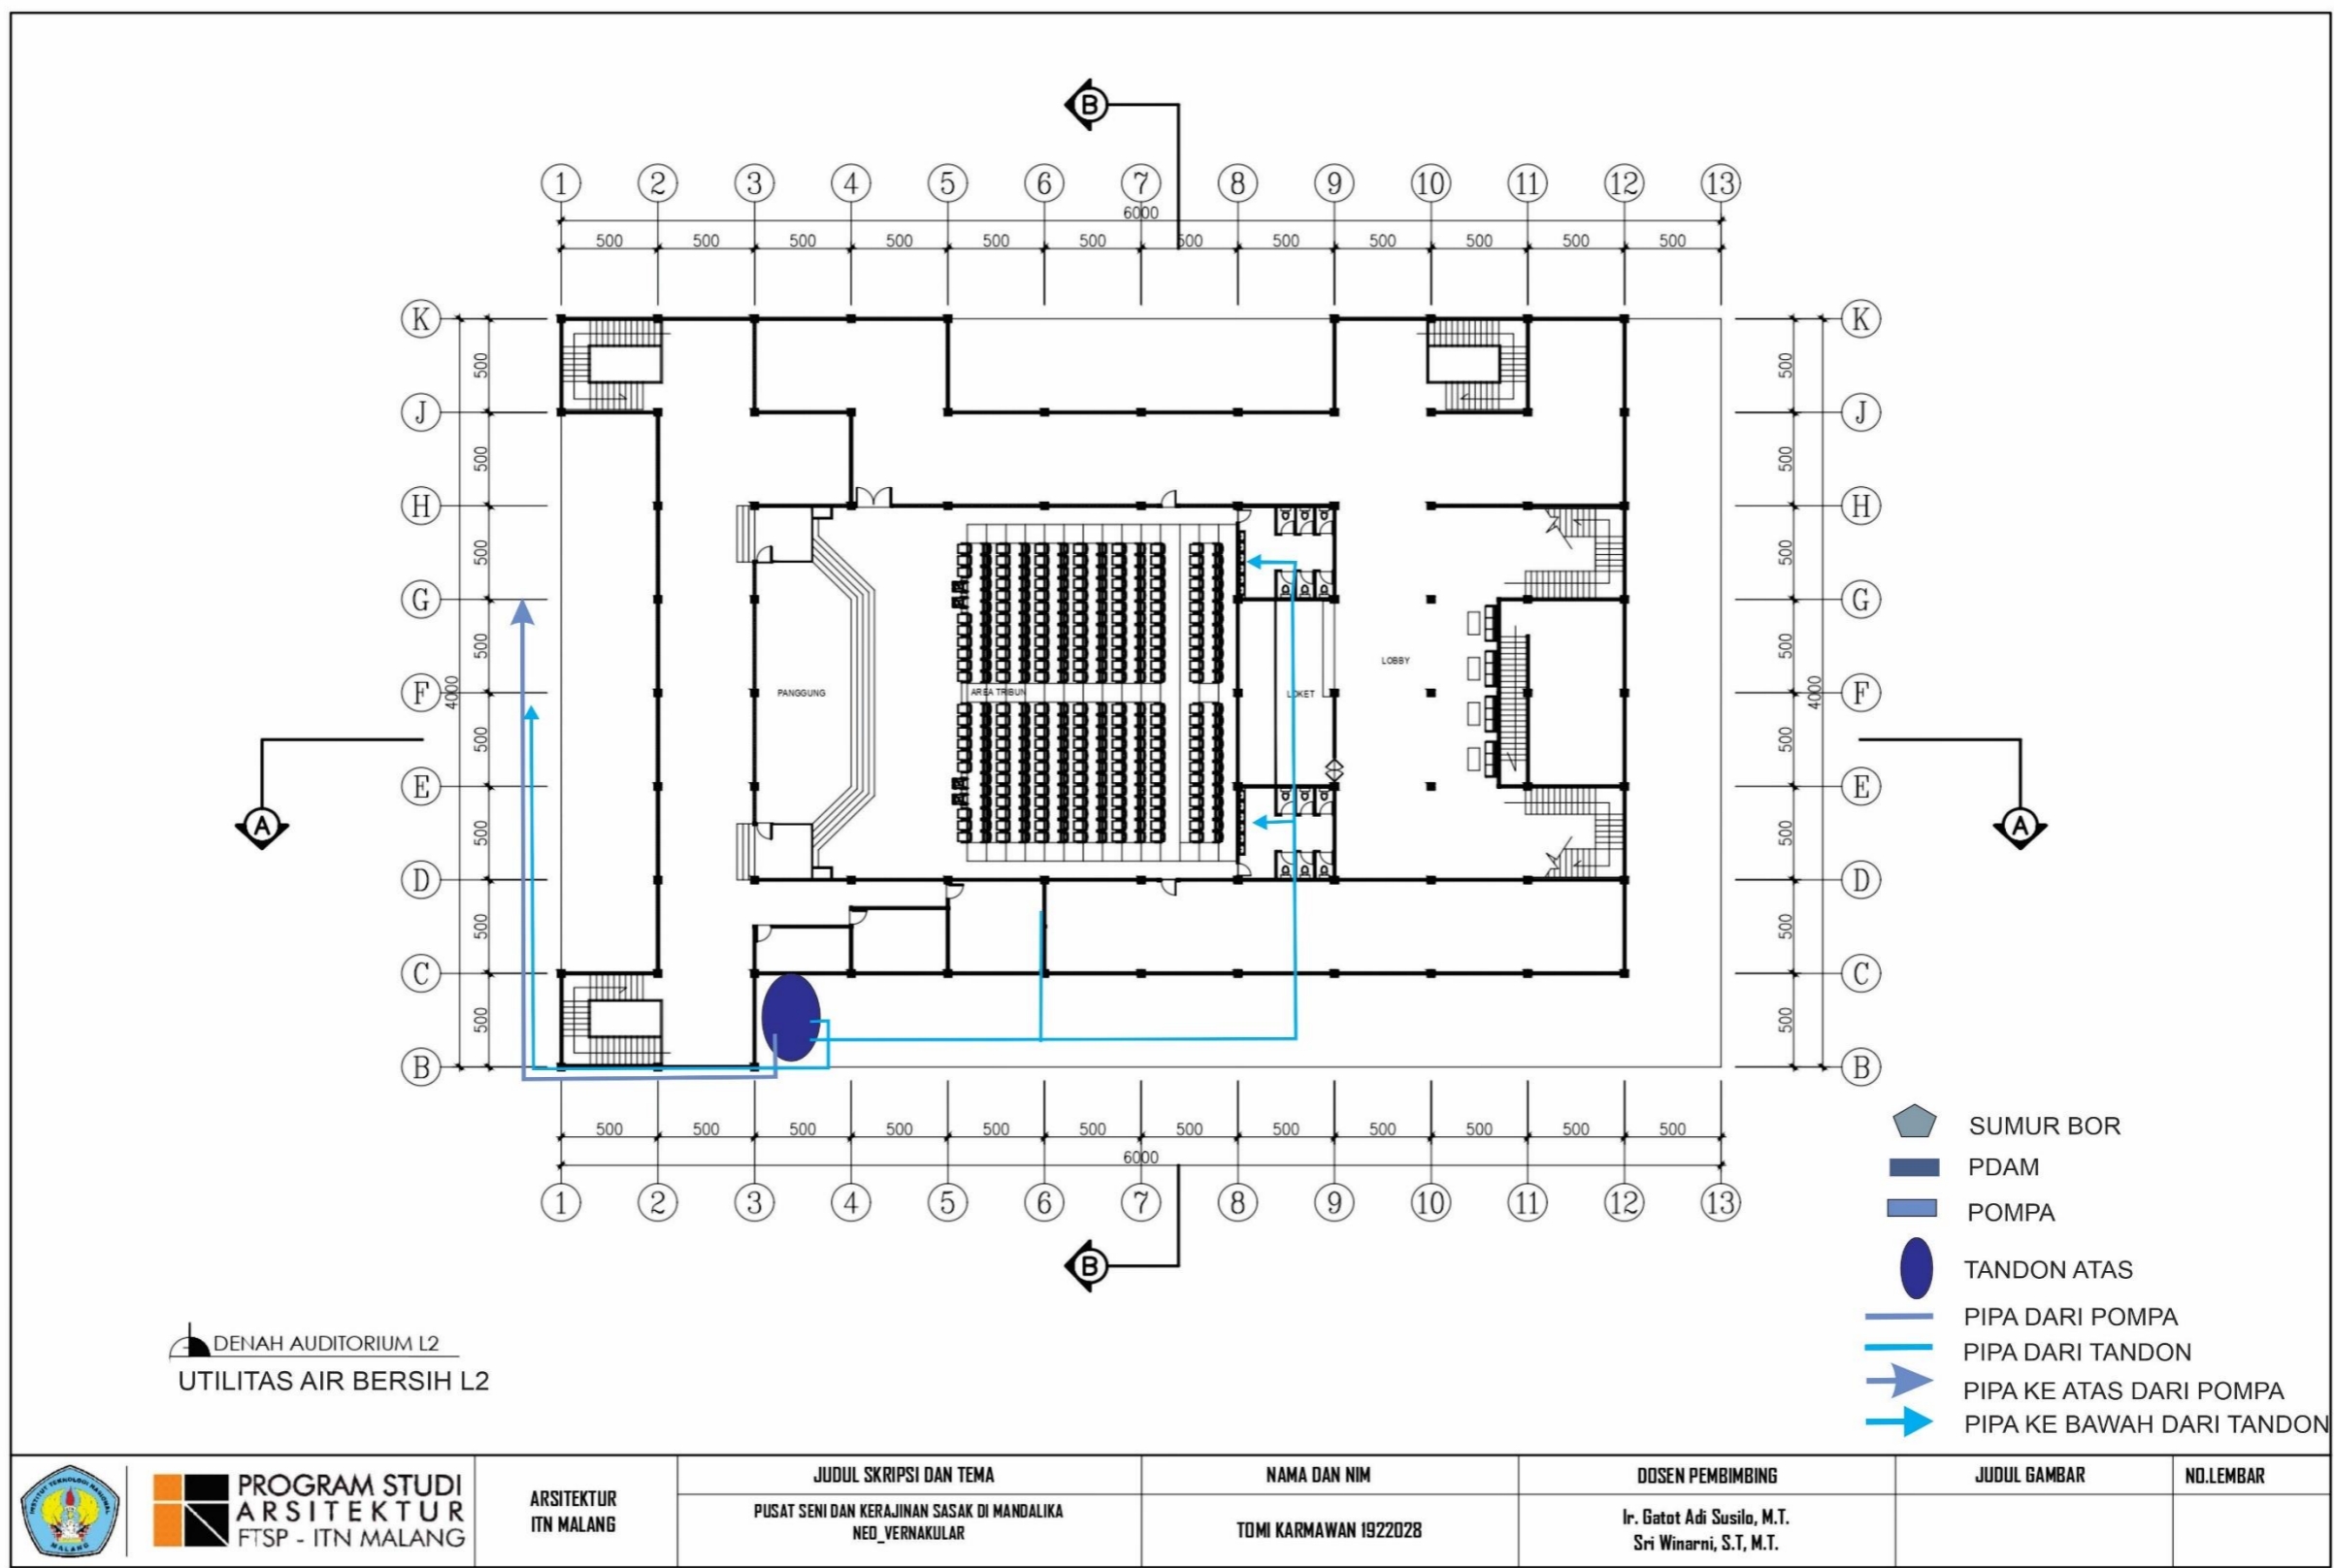 B
1 2 3 4 5 6 7 8 9 10 11 12 13
6000
500 500 500 500 500 500 500 500 500 500 500 500
K K
500 500
J J
500 500
H H
500 500
G G
500 500
LOBBY
F PANGGUNG AREA TRIBUN LOKET F
4000 4000
500 500
A A
E E
500 500
D D
500 500
C C
500 500
B B
500 500 500 500 500 500 500 500 500 500 500 500
6000
1 2 3 4 5 6 7 8 9 10 11 12 13
B
SUMUR BOR
PDAM
POMPA
TANDON ATAS
PIPA DARI POMPA
PIPA DARI TANDON
PIPA KE ATAS DARI POMPA
PIPA KE BAWAH DARI TANDON
DENAH AUDITORIUM L2
UTILITAS AIR BERSIH L2
INSTITUT TEKNOLOGI NASIONAL
MALANG
PROGRAM STUDI
ARSITEKTUR
FTSP - ITN MALANG
ARSITEKTUR
ITN MALANG
JUDUL SKRIPSI DAN TEMA
PUSAT SENI DAN KERAJINAN SASAK DI MANDALIKA
NEO_VERNAKULAR
NAMA DAN NIM
TOMI KARMAWAN 1922028
DOSEN PEMBIMBING
Ir. Gatot Adi Susilo, M.T.
Sri Winarni, S.T, M.T.
JUDUL GAMBAR
NO.LEMBAR